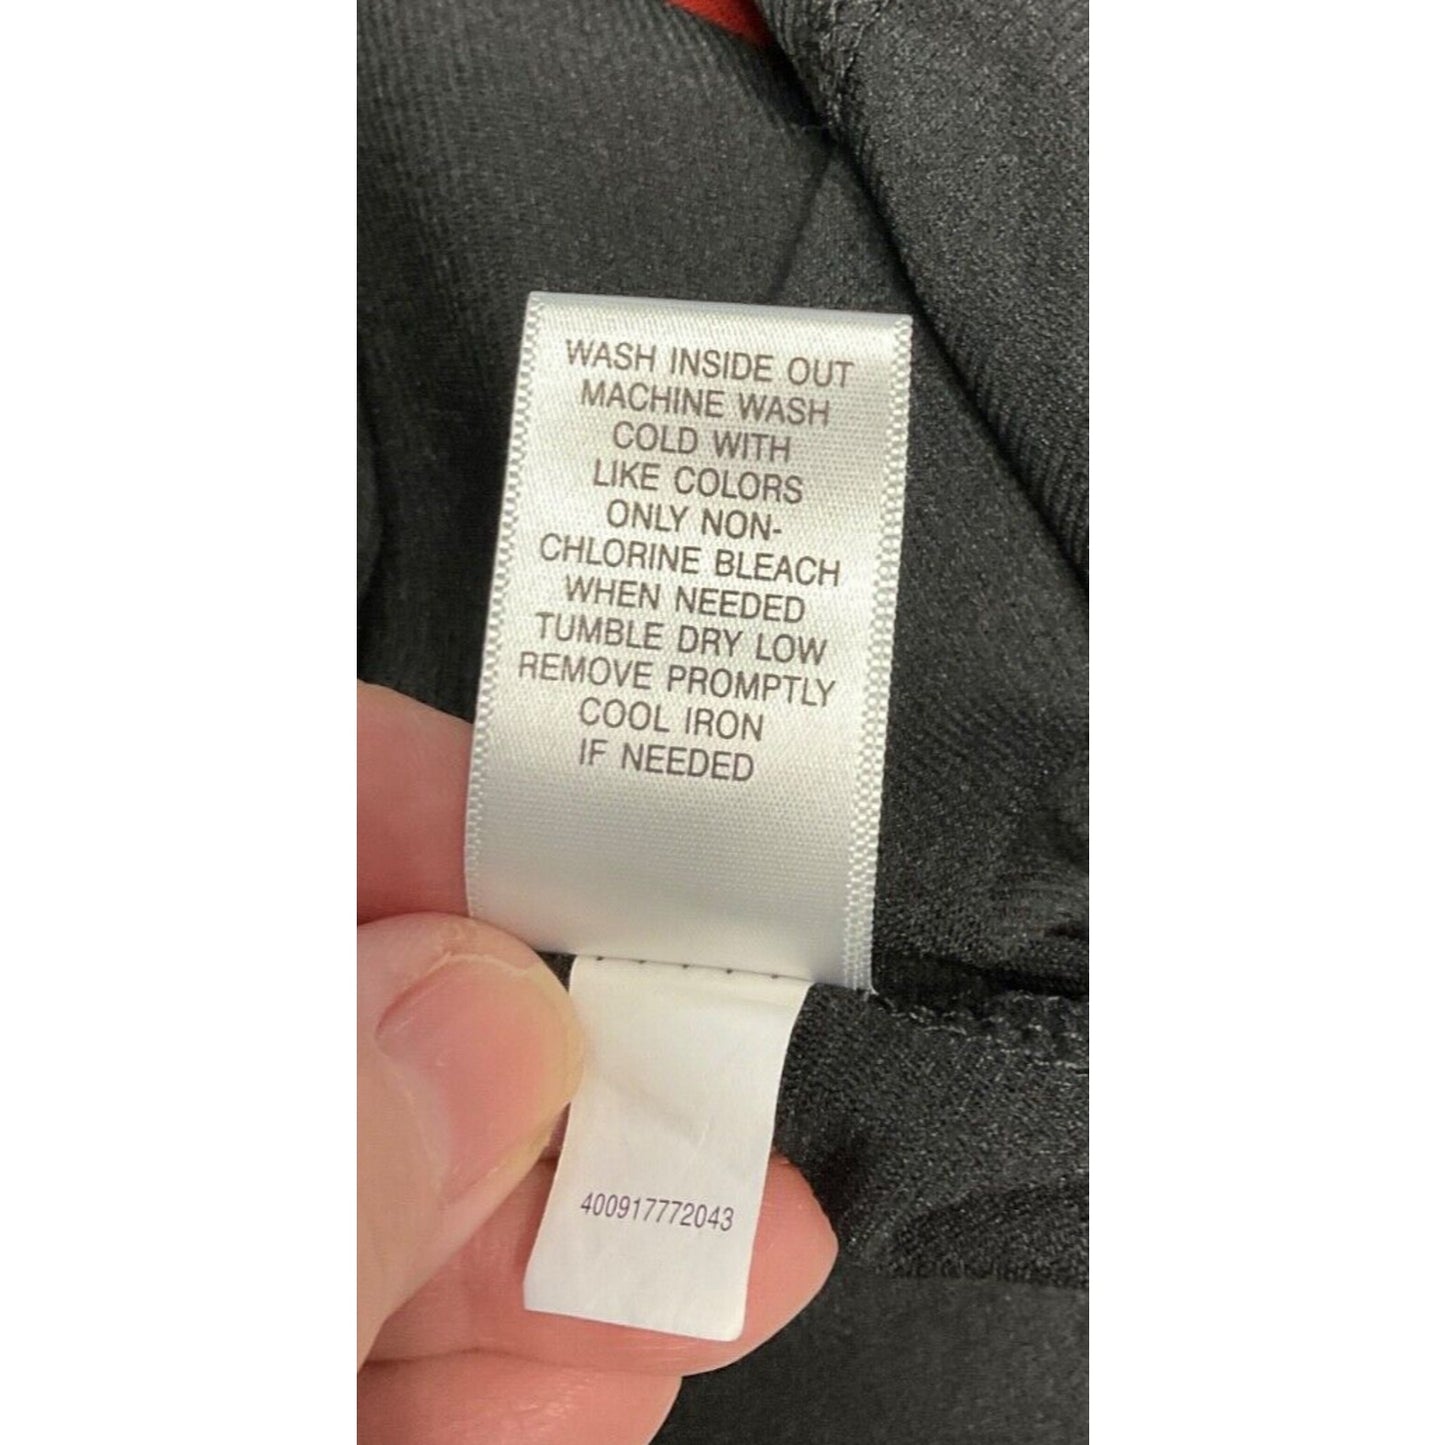 WASH INSIDE OUT
MACHINE WASH
COLD WITH
LIKE COLORS
ONLY NON-
CHLORINE BLEACH
WHEN NEEDED
TUMBLE DRY LOW
REMOVE PROMPTLY
COOL IRON
IF NEEDED
400917772043